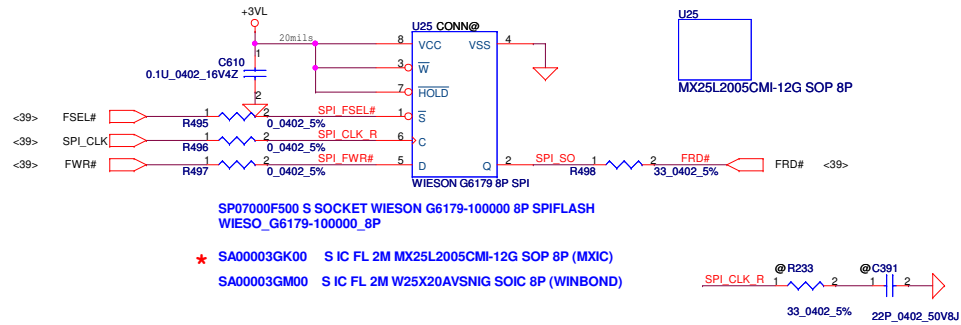 +3VL
20mils
U25 CONN@
8 VCC VSS 4
3 W
7 HOLD
1 S
6 C
5 D Q 2
WIESON G6179 8P SPI
1
C610
0.1U_0402_16V4Z
2
<39> FSEL# 1 2 SPI_FSEL#
R495 0_0402_5%
<39> SPI_CLK 1 2 SPI_CLK_R
R496 0_0402_5%
<39> FWR# 1 2 SPI_FWR#
R497 0_0402_5%
SPI_SO 1 2 FRD# FRD# <39>
R498 33_0402_5%
U25
MX25L2005CMI-12G SOP 8P
SP07000F500 S SOCKET WIESON G6179-100000 8P SPIFLASH
WIESO_G6179-100000_8P
* SA00003GK00 S IC FL 2M MX25L2005CMI-12G SOP 8P (MXIC)
SA00003GM00 S IC FL 2M W25X20AVSNIG SOIC 8P (WINBOND)
@R233 @C391
SPI_CLK_R 1 2 1 2
33_0402_5% 22P_0402_50V8J